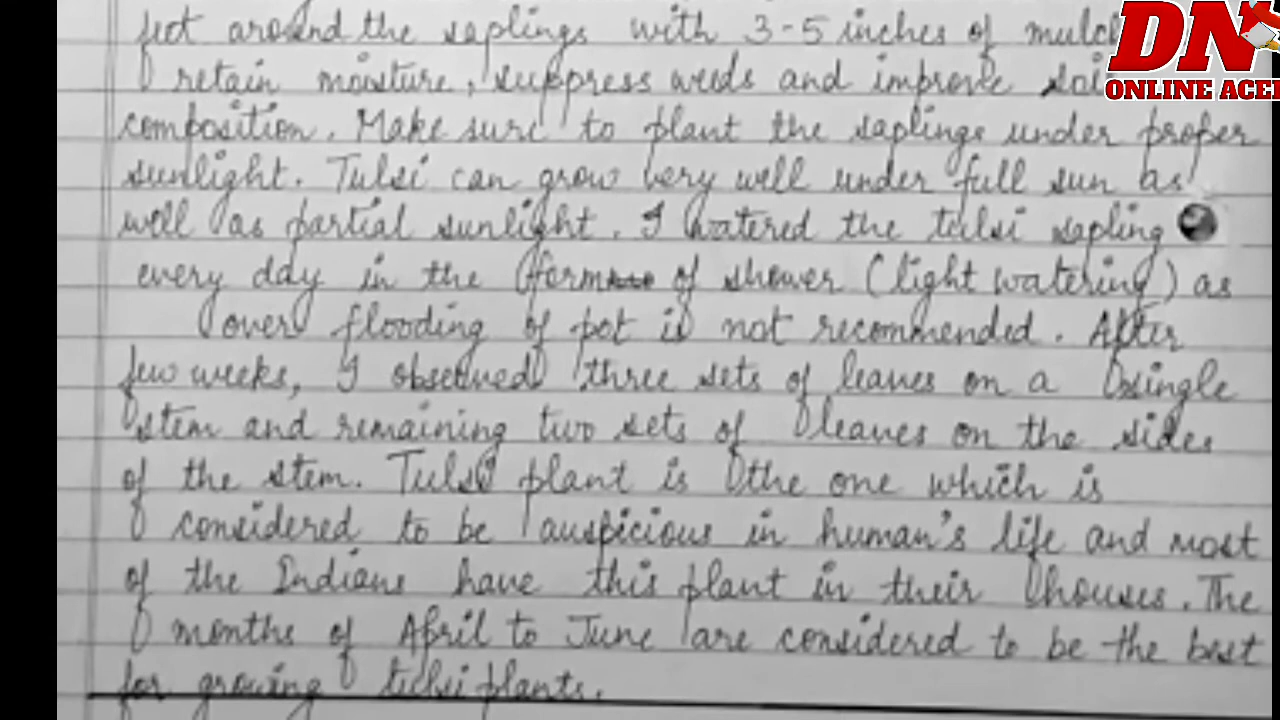 feet around the saplings with 3-5 inches of mulch
retain moisture, suppress weeds and improve soil
composition. Make sure to plant the saplings under proper
sunlight. Tulsi can grow very well under full sun as
well as partial sunlight. I watered the tulsi sapling
every day in the form of shower (light watering) as
over flooding of pot is not recommended. After
few weeks, I observed three sets of leaves on a single
stem and remaining two sets of leaves on the sides
of the stem. Tulsi plant is the one which is
considered to be auspicious in human's life and most
of the Indians have this plant in their houses. The
months of April to June are considered to be the best
for growing tulsi plants.
DN
ONLINE ACE